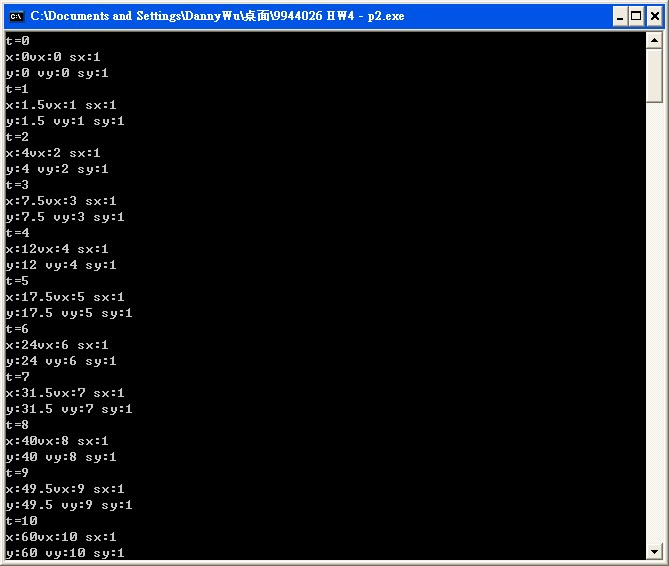 C:\Documents and Settings\DannyWu\桌面\9944026 HW4 - p2.exe
t=0
x:0vx:0 sx:1
y:0 vy:0 sy:1
t=1
x:1.5vx:1 sx:1
y:1.5 vy:1 sy:1
t=2
x:4vx:2 sx:1
y:4 vy:2 sy:1
t=3
x:7.5vx:3 sx:1
y:7.5 vy:3 sy:1
t=4
x:12vx:4 sx:1
y:12 vy:4 sy:1
t=5
x:17.5vx:5 sx:1
y:17.5 vy:5 sy:1
t=6
x:24vx:6 sx:1
y:24 vy:6 sy:1
t=7
x:31.5vx:7 sx:1
y:31.5 vy:7 sy:1
t=8
x:40vx:8 sx:1
y:40 vy:8 sy:1
t=9
x:49.5vx:9 sx:1
y:49.5 vy:9 sy:1
t=10
x:60vx:10 sx:1
y:60 vy:10 sy:1